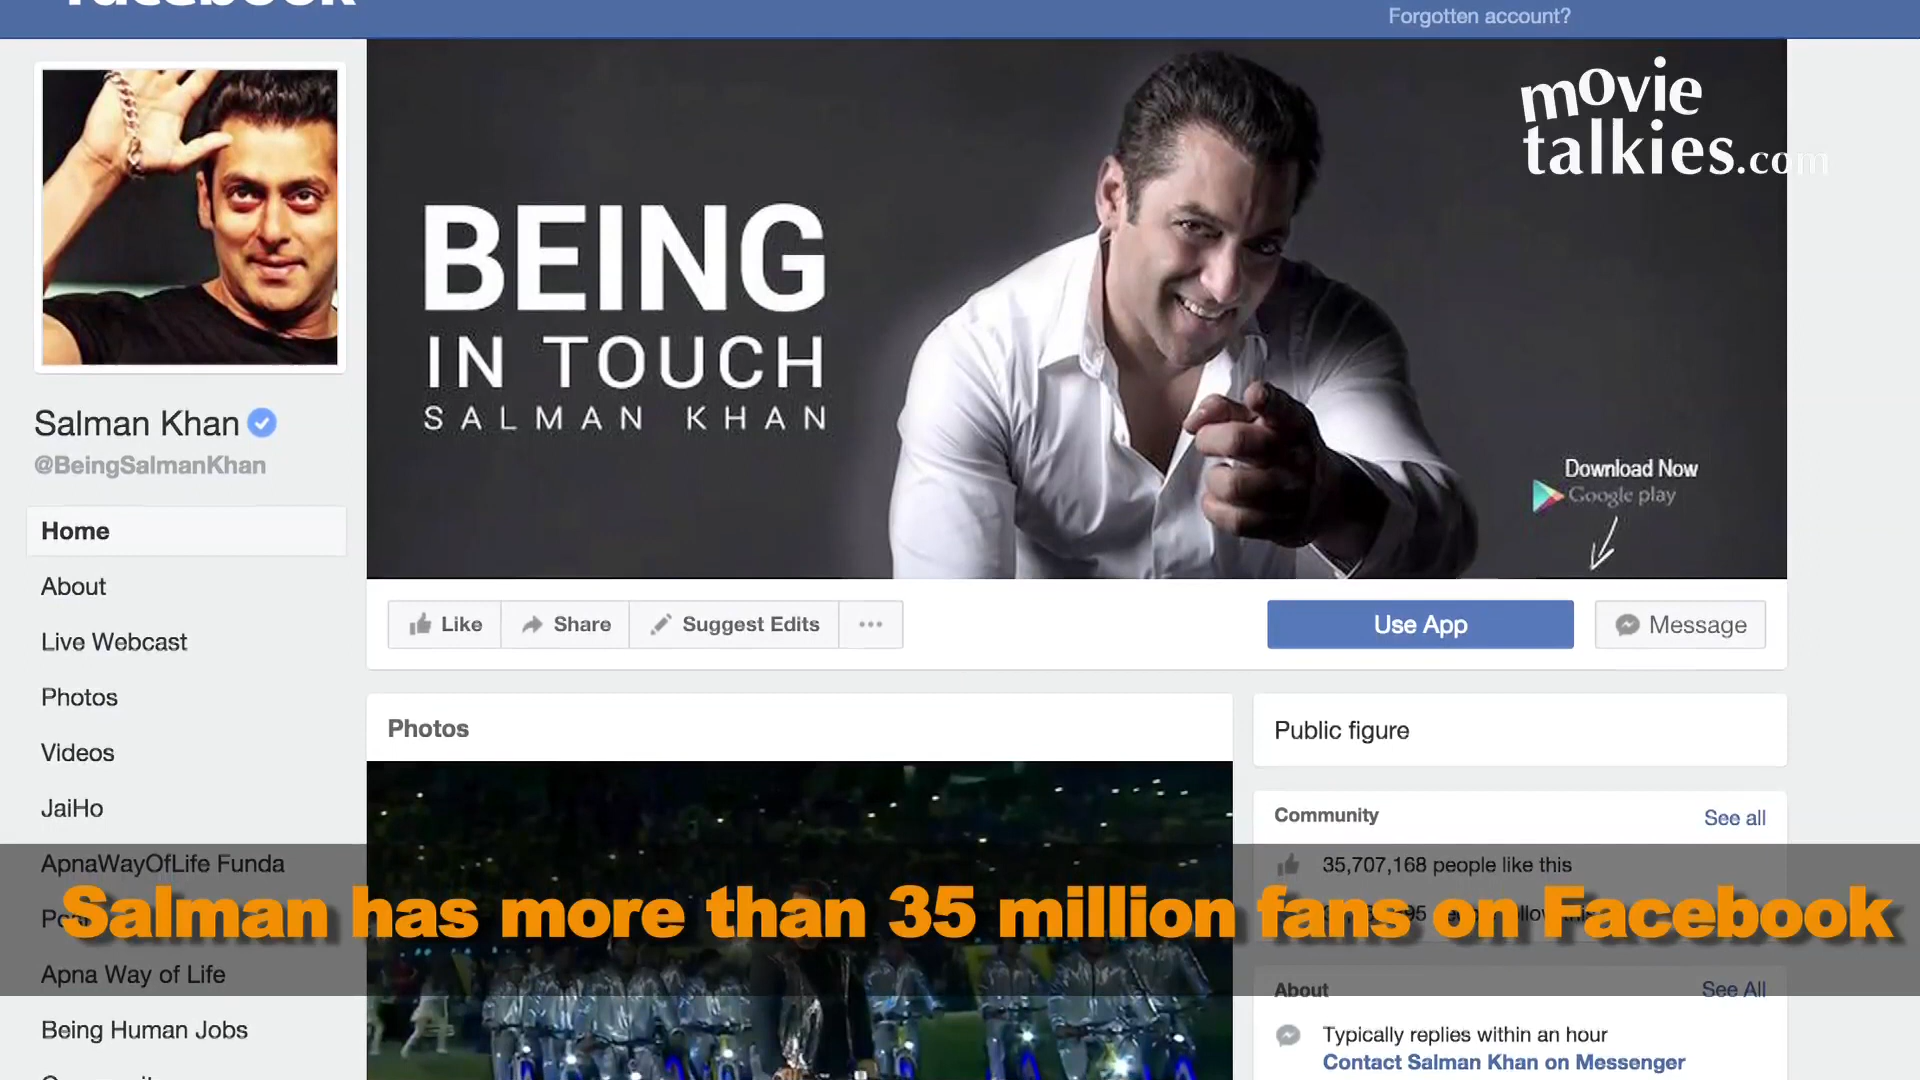 facebook
Forgotten account?
movie
talkies.com
BEING
IN TOUCH
SALMAN KHAN
Download Now
Google play
Salman Khan
@BeingSalmanKhan
Home
About
Live Webcast
Photos
Videos
JaiHo
ApnaWayOfLife Funda
Apna Way of Life
Being Human Jobs
Like
Share
Suggest Edits
Use App
Message
Photos
Public figure
Community
See all
35,707,168 people like this
Salman has more than 35 million fans on Facebook
About
See All
Typically replies within an hour
Contact Salman Khan on Messenger